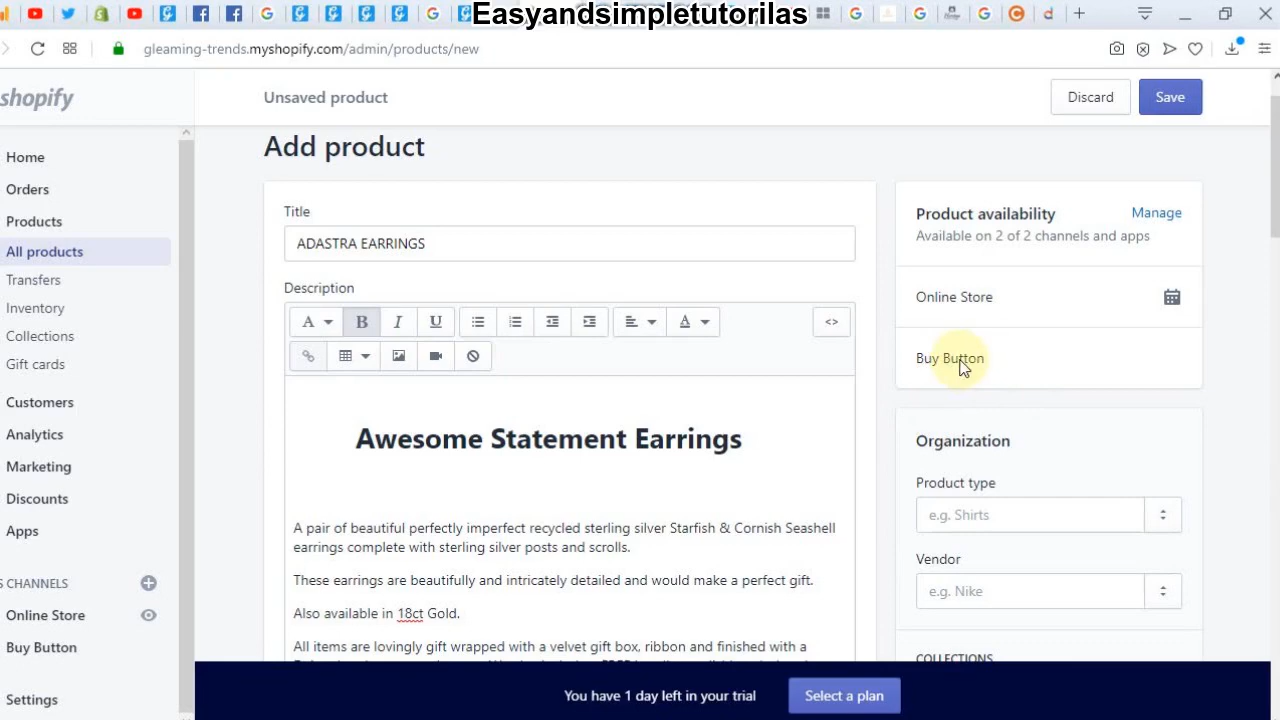 Easyandsimpletutorilas
gleaming-trends.myshopify.com/admin/products/new
shopify
Unsaved product
Discard
Save
Home
Orders
Products
All products
Transfers
Inventory
Collections
Gift cards
Customers
Analytics
Marketing
Discounts
Apps
S CHANNELS
Online Store
Buy Button
Settings
Add product
Title
ADASTRA EARRINGS
Description
A
B
I
U
A
<>
Awesome Statement Earrings
A pair of beautiful perfectly imperfect recycled sterling silver Starfish & Cornish Seashell
earrings complete with sterling silver posts and scrolls.
These earrings are beautifully and intricately detailed and would make a perfect gift.
Also available in 18ct Gold.
All items are lovingly gift wrapped with a velvet gift box, ribbon and finished with a
Product availability
Manage
Available on 2 of 2 channels and apps
Online Store
Buy Button
Organization
Product type
e.g. Shirts
Vendor
e.g. Nike
COLLECTIONS
You have 1 day left in your trial
Select a plan